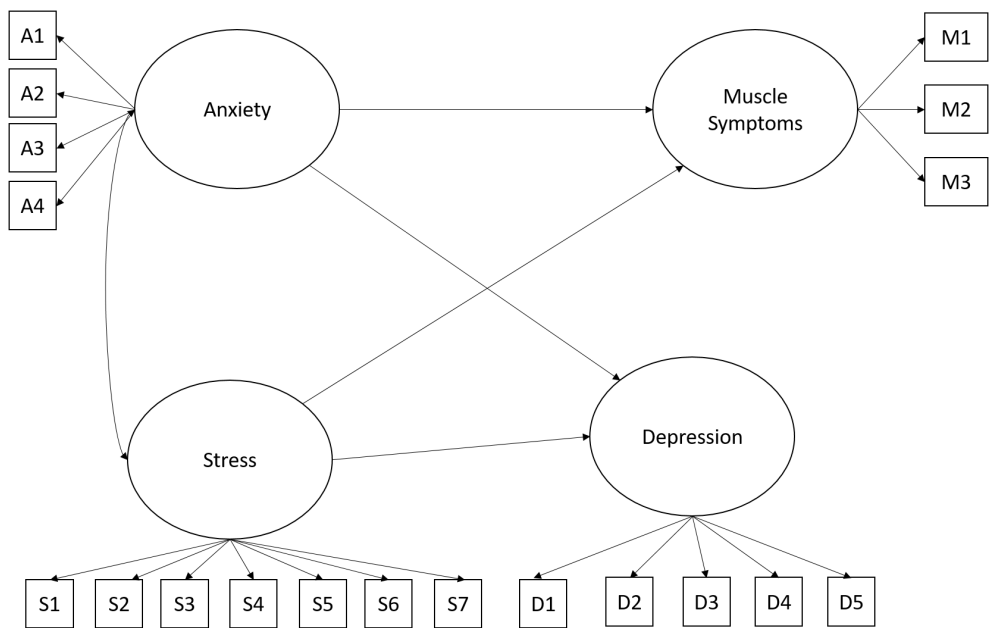 A1
A2
A3
A4
Anxiety
Muscle
Symptoms
M1
M2
M3
Stress
Depression
S1
S2
S3
S4
S5
S6
S7
D1
D2
D3
D4
D5